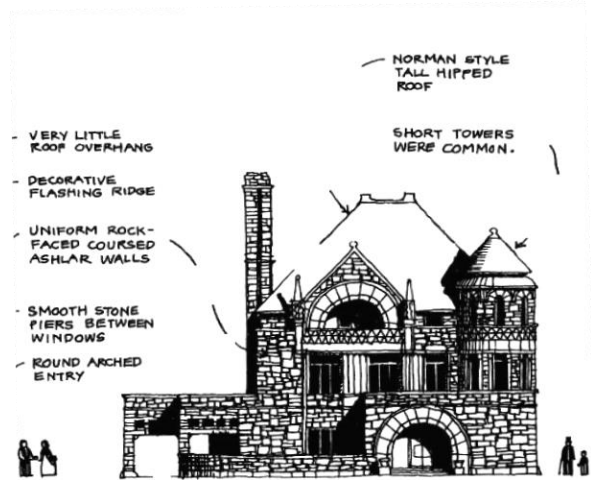 NORMAN STYLE
TALL HIPPED
ROOF
SHORT TOWERS
WERE COMMON.
VERY LITTLE
ROOF OVERHANG
DECORATIVE
FLASHING RIDGE
UNIFORM ROCK-
FACED COURSED
ASHLAR WALLS
SMOOTH STONE
PIERS BETWEEN
WINDOWS
ROUND ARCHED
ENTRY